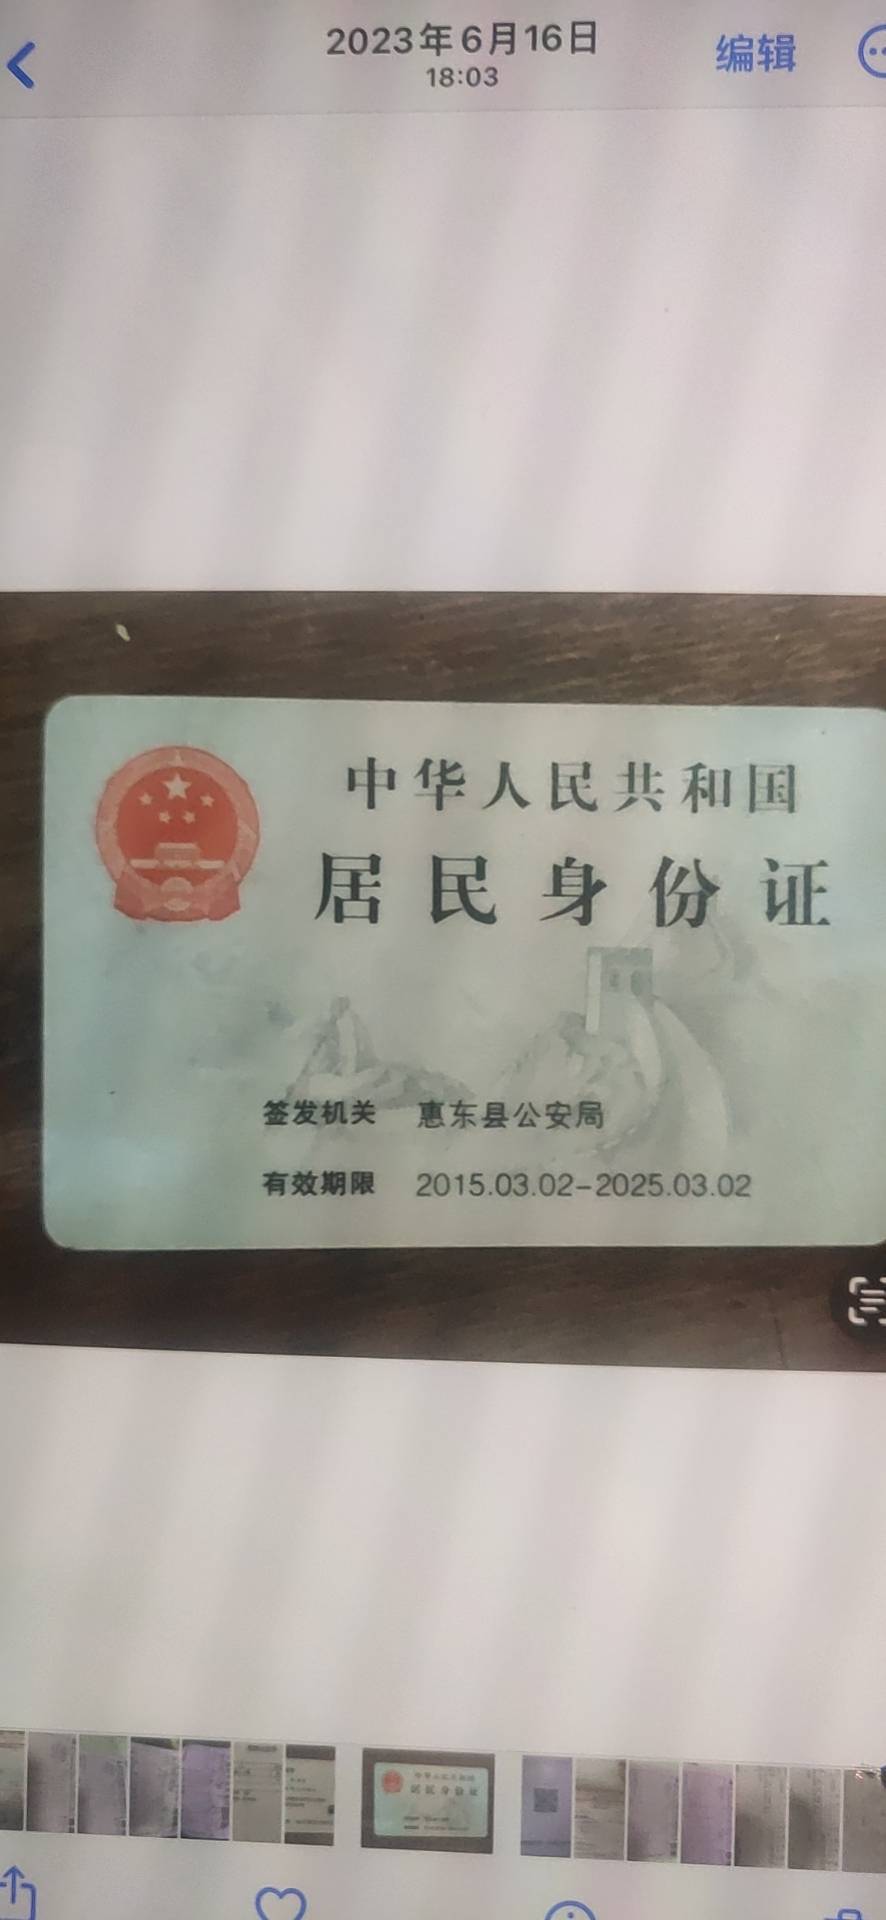 2023年6月16日
编辑
18:03
中华人民共和国
居民身份证
签发机关 惠东县公安局
有效期限 2015.03.02-2025.03.02